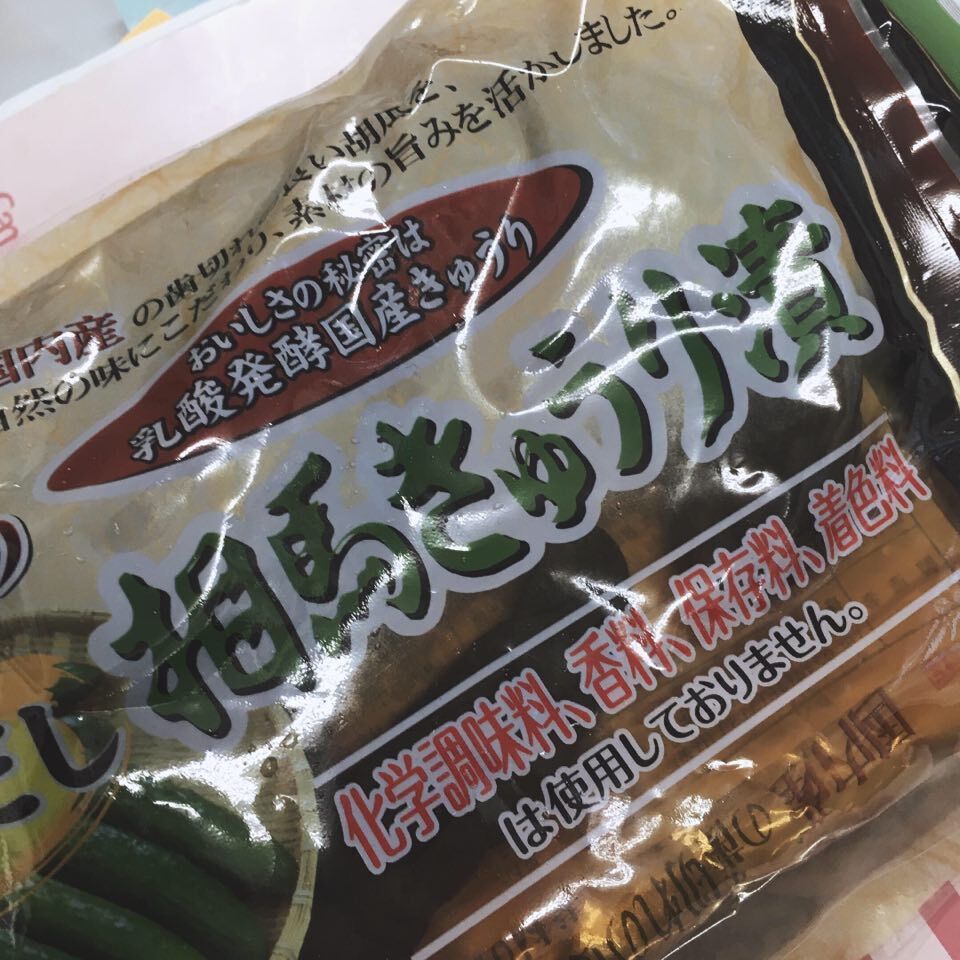 国内産の歯切れ良い胡瓜を、
自然の味にこだわり、素材の旨みを活かしました。
おいしさの秘密は
乳酸発酵国産きゅうり
相馬きゅうり漬
化学調味料、香料、保存料、着色料
は使用しておりません。